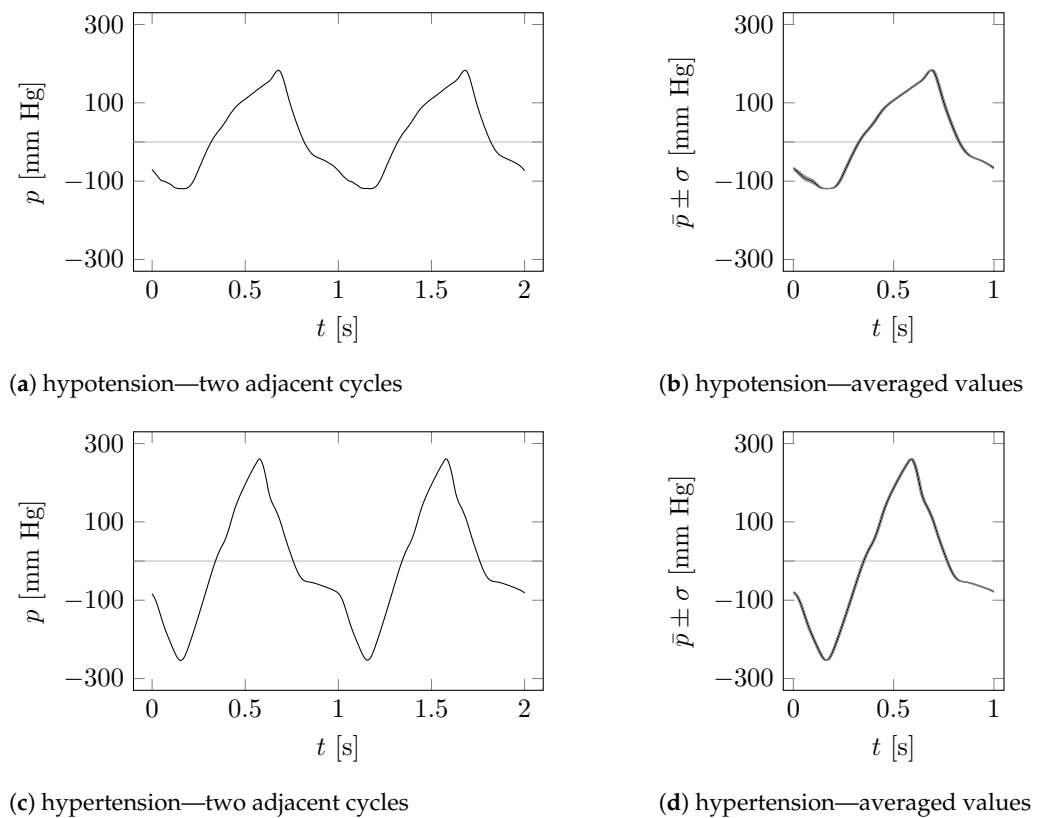 300
100
−100
−300
p [mm Hg]
0 0.5 1 1.5 2
t [s]
300
100
−100
−300
p̄ ± σ [mm Hg]
0 0.5 1
t [s]
(a) hypotension—two adjacent cycles
(b) hypotension—averaged values
300
100
−100
−300
p [mm Hg]
0 0.5 1 1.5 2
t [s]
300
100
−100
−300
p̄ ± σ [mm Hg]
0 0.5 1
t [s]
(c) hypertension—two adjacent cycles
(d) hypertension—averaged values